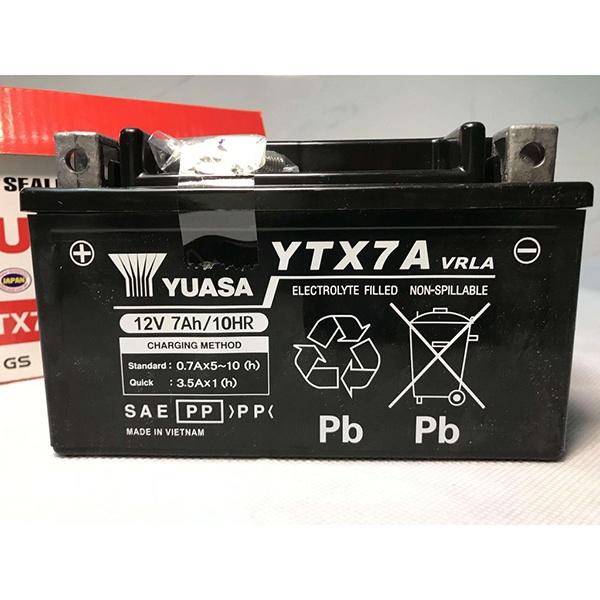 SEAL
U
JAPAN
TX7
GS
YUASA
YTX7A VRLA
ELECTROLYTE FILLED NON-SPILLABLE
12V 7Ah/10HR
CHARGING METHOD
Standard : 0.7A×5~10 (h)
Quick : 3.5A×1 (h)
SAE PP >PP<
MADE IN VIETNAM
Pb Pb